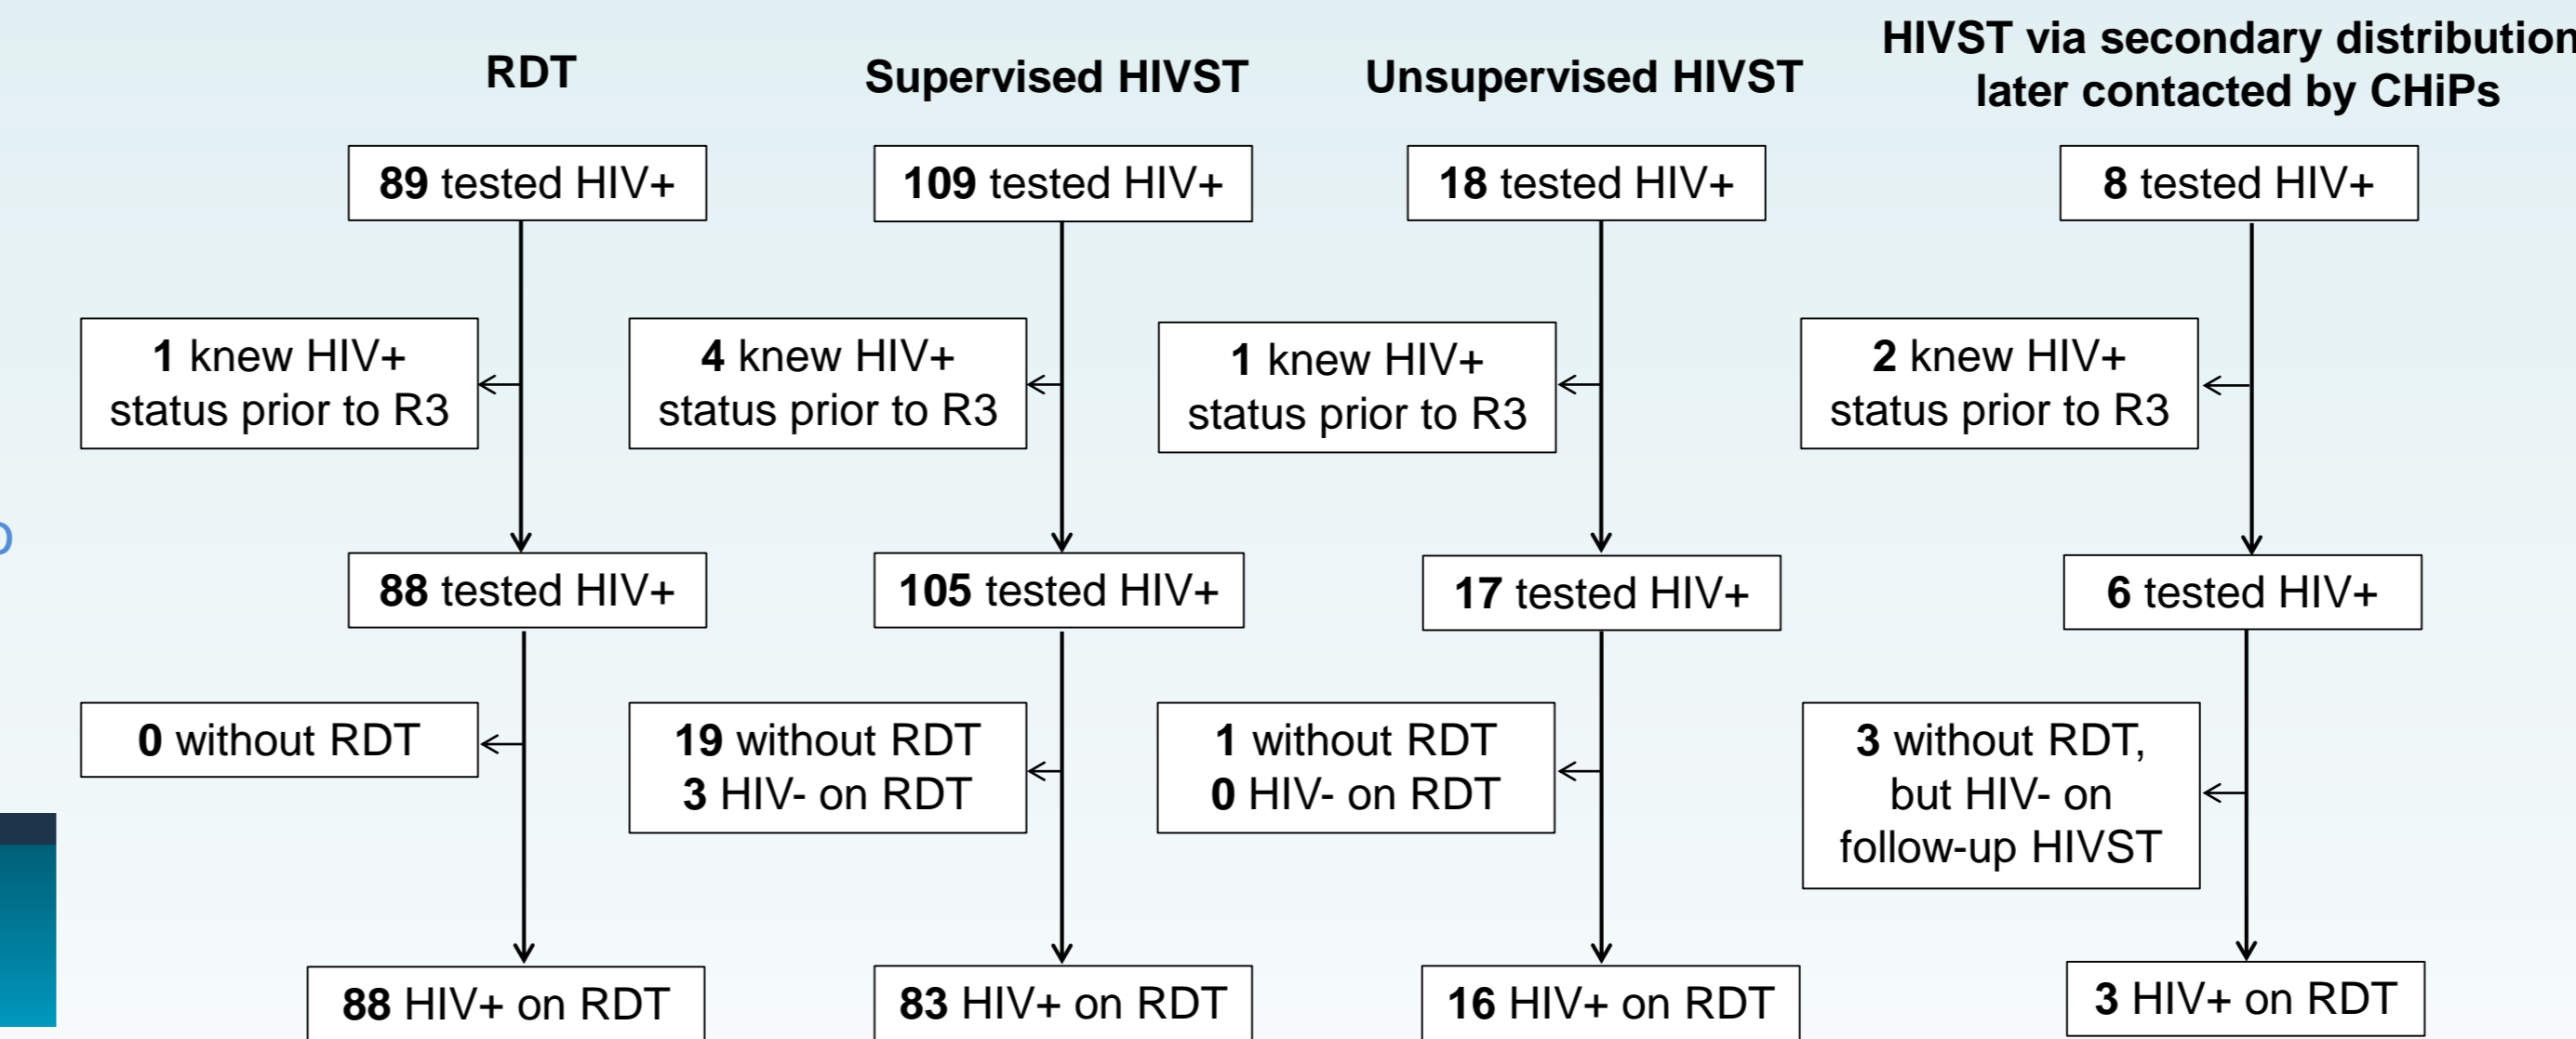 RDT
Supervised HIVST
Unsupervised HIVST
HIVST via secondary distribution
later contacted by CHiPs
89 tested HIV+
109 tested HIV+
18 tested HIV+
8 tested HIV+
1 knew HIV+
status prior to R3
4 knew HIV+
status prior to R3
1 knew HIV+
status prior to R3
2 knew HIV+
status prior to R3
88 tested HIV+
105 tested HIV+
17 tested HIV+
6 tested HIV+
0 without RDT
19 without RDT
3 HIV- on RDT
1 without RDT
0 HIV- on RDT
3 without RDT,
but HIV- on
follow-up HIVST
88 HIV+ on RDT
83 HIV+ on RDT
16 HIV+ on RDT
3 HIV+ on RDT